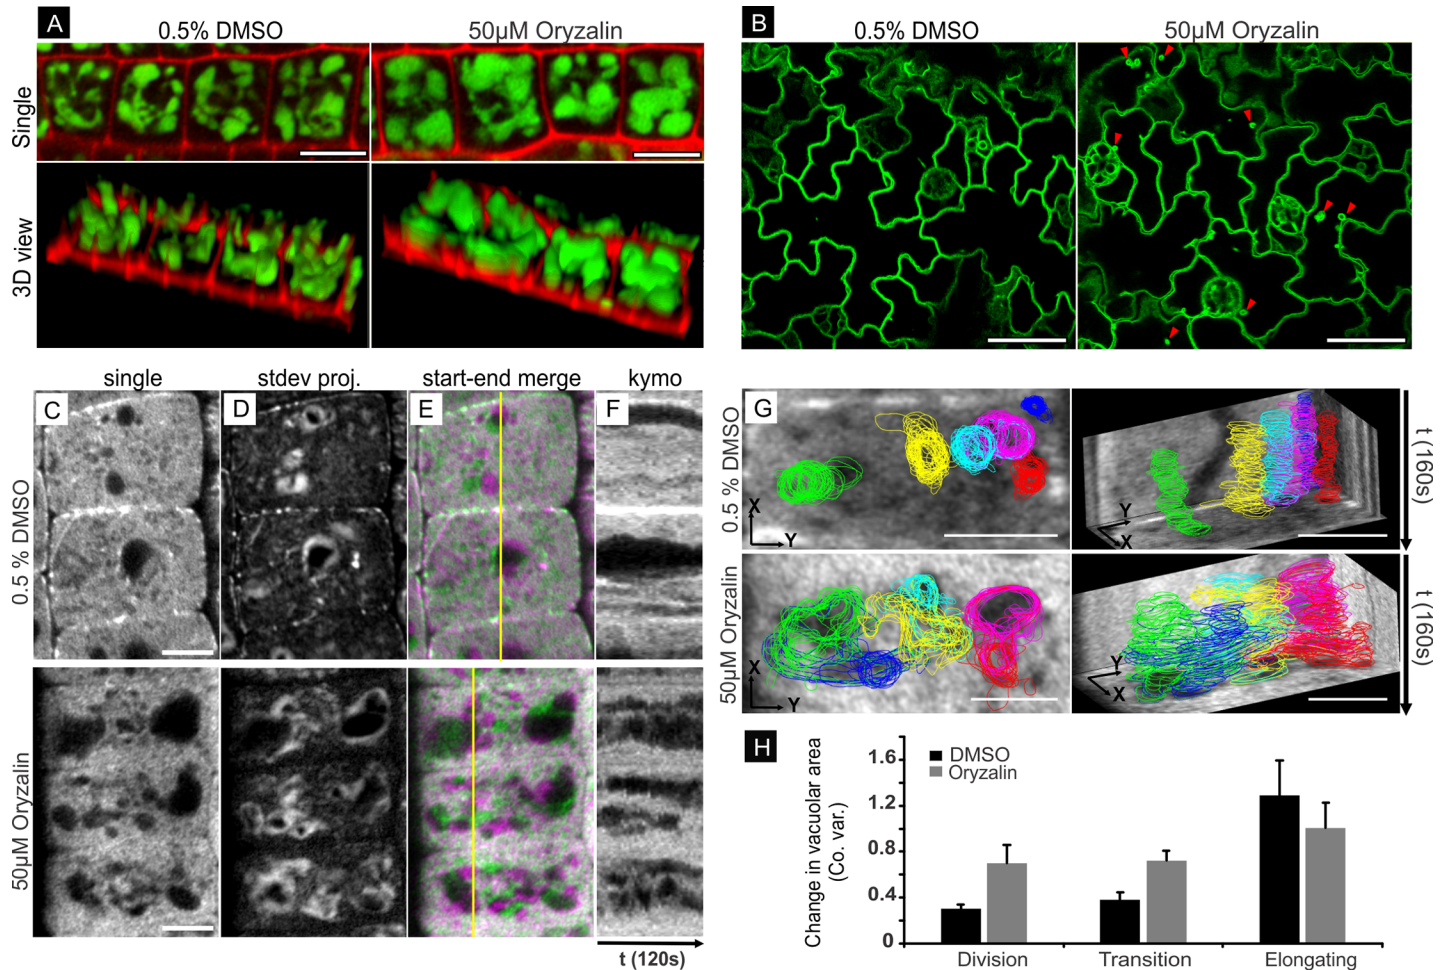 A
0.5% DMSO
50µM Oryzalin
Single
3D view
B
0.5% DMSO
50µM Oryzalin
single
stdev proj.
start-end merge
kymo
C
D
E
F
0.5 % DMSO
50µM Oryzalin
t (120s)
G
0.5 % DMSO
X
Y
Y
X
t (160s)
50µM Oryzalin
X
Y
Y
X
t (160s)
H
Change in vacuolar area
(Co. var.)
1.6
1.2
0.8
0.4
0
DMSO
Oryzalin
Division
Transition
Elongating